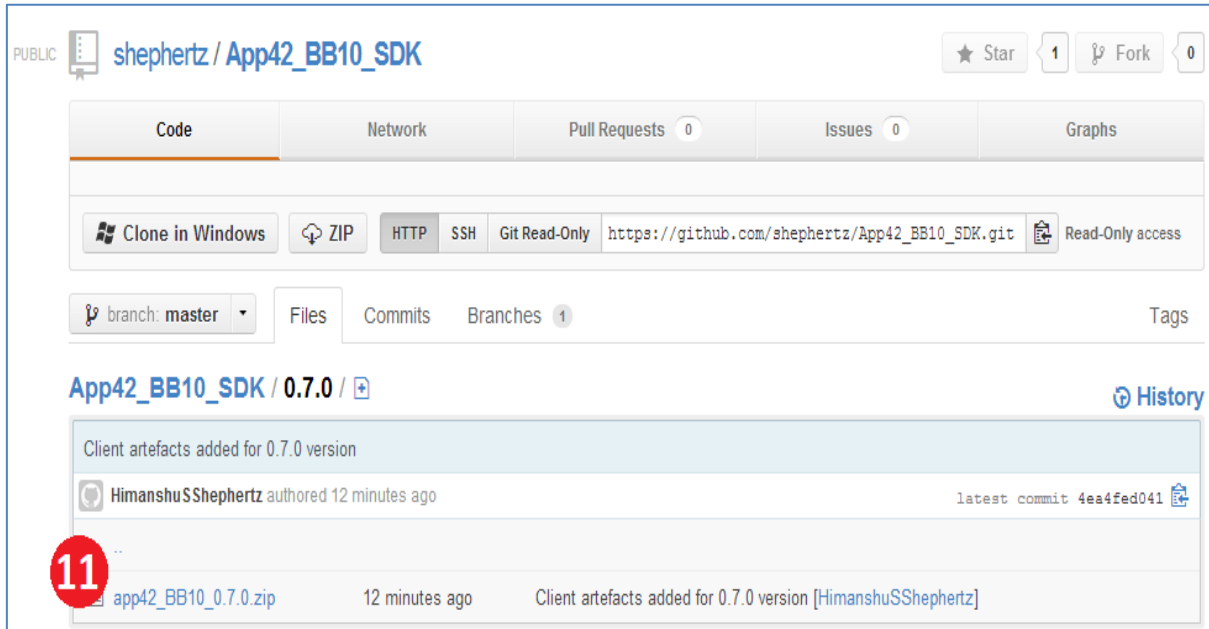 PUBLIC shephertz / App42_BB10_SDK Star 1 Fork 0
Code Network Pull Requests 0 Issues 0 Graphs
Clone in Windows ZIP HTTP SSH Git Read-Only https://github.com/shephertz/App42_BB10_SDK.git Read-Only access
branch: master Files Commits Branches 1 Tags
App42_BB10_SDK / 0.7.0 /
History
Client artefacts added for 0.7.0 version
HimanshuSShephertz authored 12 minutes ago latest commit 4ea4fed041
..
11
app42_BB10_0.7.0.zip 12 minutes ago Client artefacts added for 0.7.0 version [HimanshuSShephertz]